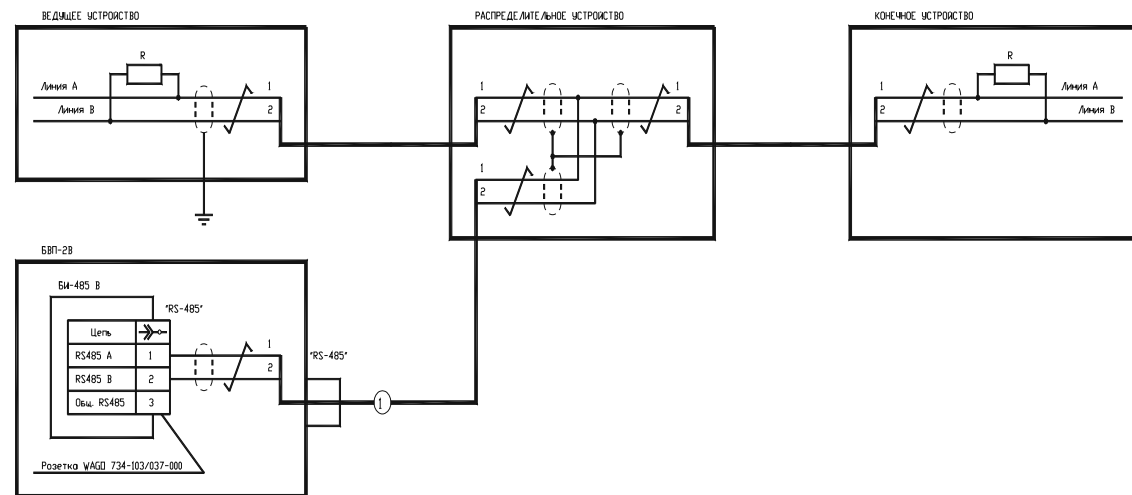 ВЕДУЩЕЕ УСТРОЙСТВО
R
Линия А
Линия В
1
2
РАСПРЕДЕЛИТЕЛЬНОЕ УСТРОЙСТВО
1
2
1
2
1
2
КОНЕЧНОЕ УСТРОЙСТВО
R
1
2
Линия А
Линия В
БВП-2В
БИ-485 В
"RS-485"
Цепь
RS485 A 1
RS485 B 2
Общ. RS485 3
1
2
"RS-485"
1
Розетка WAGO 734-103/037-000